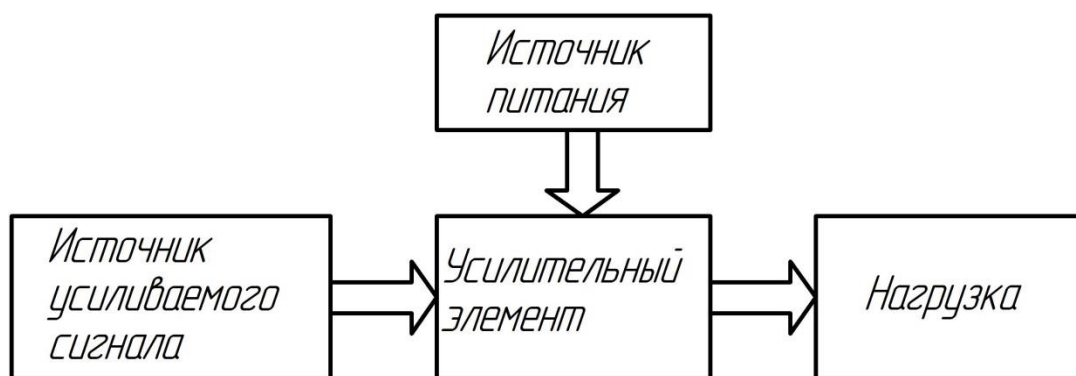 Источник
питания
Источник
усиливаемого
сигнала
Усилительный
элемент
Нагрузка